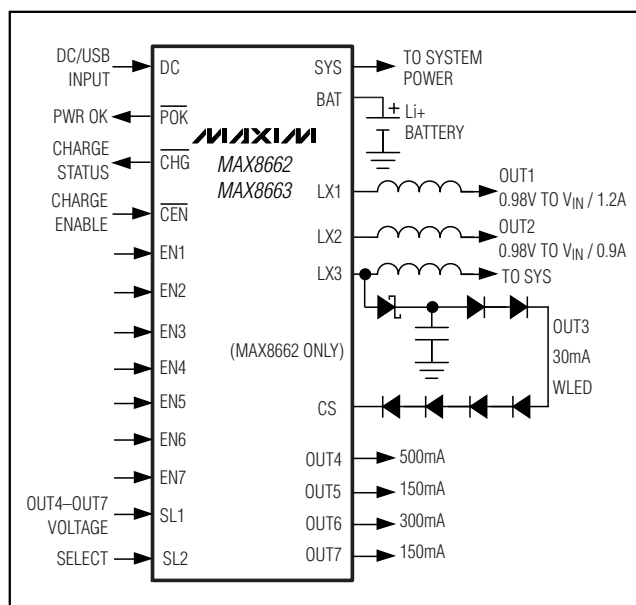 DC/USB
INPUT
DC
PWR OK
POK
CHARGE
STATUS
CHG
CHARGE
ENABLE
CEN
EN1
EN2
EN3
EN4
EN5
EN6
EN7
OUT4–OUT7
VOLTAGE
SL1
SELECT
SL2
MAXIM
MAX8662
MAX8663
(MAX8662 ONLY)
SYS
TO SYSTEM
POWER
BAT
+ Li+
BATTERY
LX1
OUT1
0.98V TO VIN / 1.2A
LX2
OUT2
0.98V TO VIN / 0.9A
LX3
TO SYS
OUT3
30mA
WLED
CS
OUT4
500mA
OUT5
150mA
OUT6
300mA
OUT7
150mA